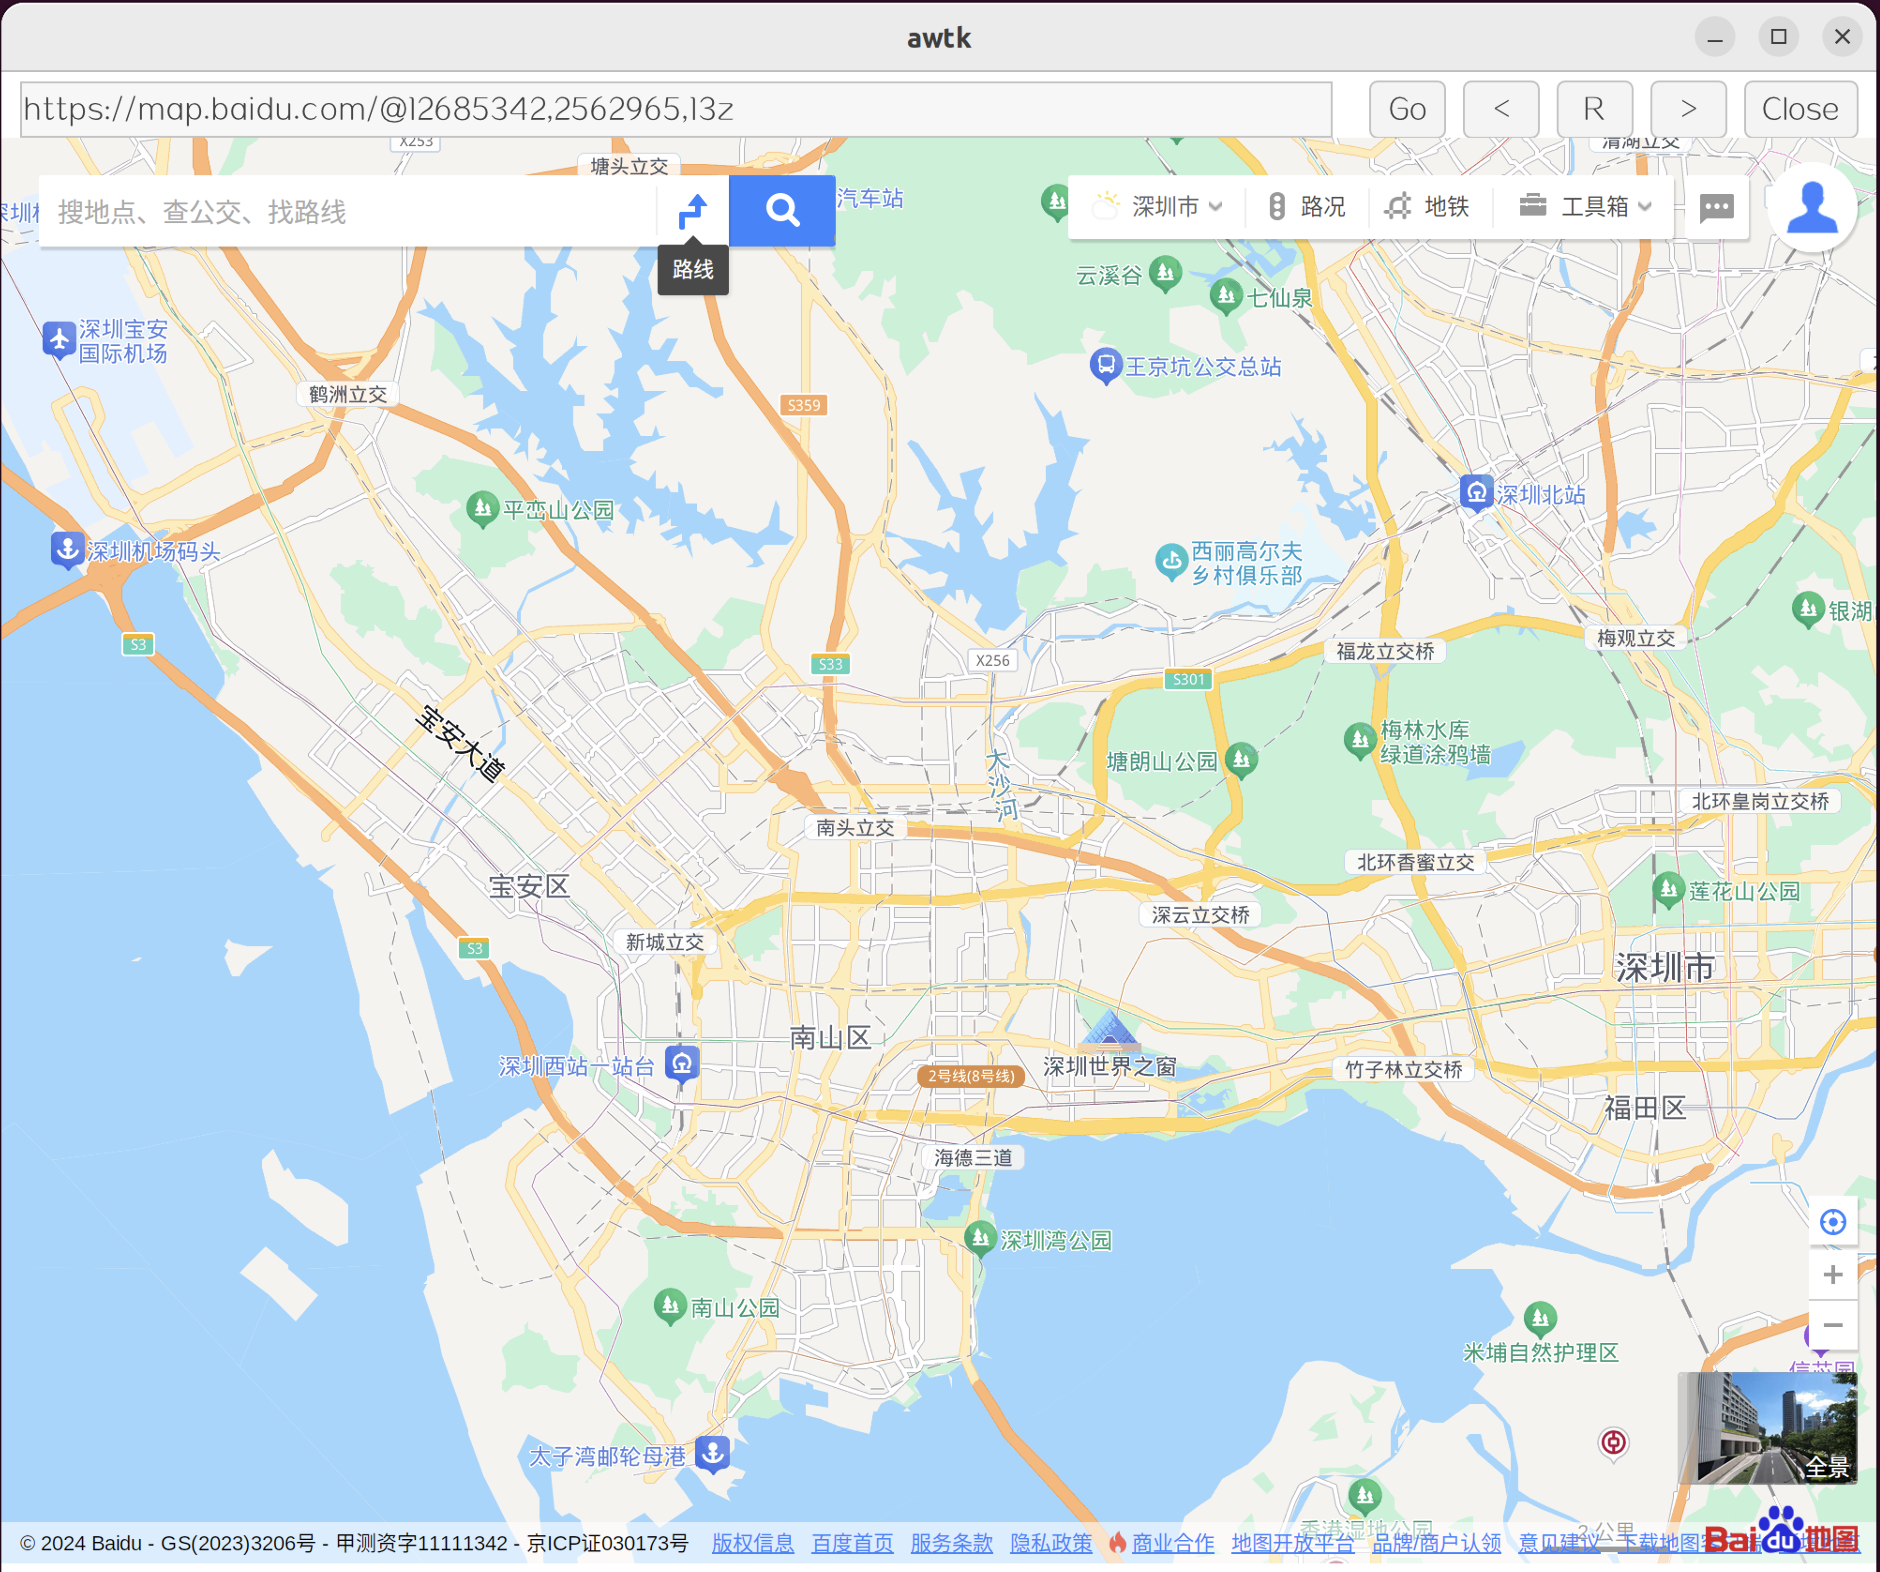 awtk
https://map.baidu.com/@12685342,2562965,13z
Go
<
R
>
Close
X253
塘头立交
清湖立交
搜地点、查公交、找路线
汽车站
深圳市
路况
地铁
工具箱
路线
云溪谷
七仙泉
深圳宝安
国际机场
王京坑公交总站
鹤洲立交
S359
深圳北站
平峦山公园
深圳机场码头
西丽高尔夫
乡村俱乐部
银湖
S3
梅观立交
福龙立交桥
S33
X256
S301
宝安大道
梅林水库
绿道涂鸦墙
塘朗山公园
大沙河
北环皇岗立交桥
南头立交
北环香蜜立交
宝安区
莲花山公园
深云立交桥
新城立交
S3
深圳市
南山区
深圳西站一站台
2号线(8号线)
深圳世界之窗
竹子林立交桥
福田区
海德三道
深圳湾公园
南山公园
米埔自然护理区
信芯园
太子湾邮轮母港
全景
香港湿地公园
2 公里
© 2024 Baidu - GS(2023)3206号 - 甲测资字11111342 - 京ICP证030173号 版权信息 百度首页 服务条款 隐私政策 商业合作 地图开放平台 品牌/商户认领 意见建议 下载地图客户端
Bai du 地图